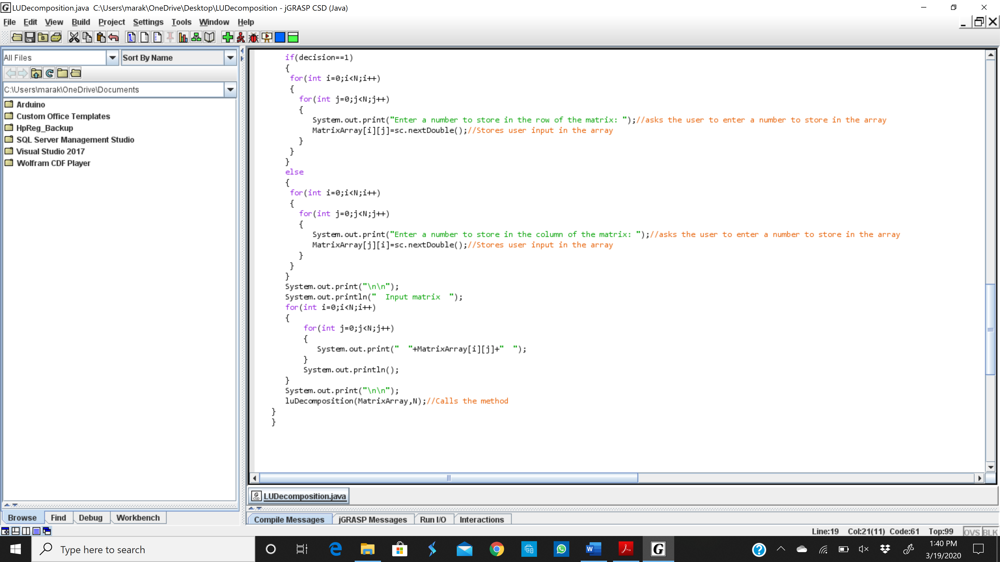 LUDecomposition.java  C:\Users\marak\OneDrive\Desktop\LUDecomposition - jGRASP CSD (Java)
File Edit View Build Project Settings Tools Window Help
All Files Sort By Name
C:\Users\marak\OneDrive\Documents
Arduino
Custom Office Templates
HpReg_Backup
SQL Server Management Studio
Visual Studio 2017
Wolfram CDF Player
Browse Find Debug Workbench
if(decision==1)
{
for(int i=0;i<N;i++)
{
for(int j=0;j<N;j++)
{
System.out.print("Enter a number to store in the row of the matrix: ");//asks the user to enter a number to store in the array
MatrixArray[i][j]=sc.nextDouble();//Stores user input in the array
}
}
}
else
{
for(int i=0;i<N;i++)
{
for(int j=0;j<N;j++)
{
System.out.print("Enter a number to store in the column of the matrix: ");//asks the user to enter a number to store in the array
MatrixArray[j][i]=sc.nextDouble();//Stores user input in the array
}
}
}
System.out.print("\n\n");
System.out.println("  Input matrix  ");
for(int i=0;i<N;i++)
{
for(int j=0;j<N;j++)
{
System.out.print("  "+MatrixArray[i][j]+"  ");
}
System.out.println();
}
System.out.print("\n\n");
luDecomposition(MatrixArray,N);//Calls the method
}
}
LUDecomposition.java
Compile Messages jGRASP Messages Run I/O Interactions
Line:19 Col:21(11) Code:61 Top:99 OVS BLK
Type here to search
1:40 PM
3/19/2020